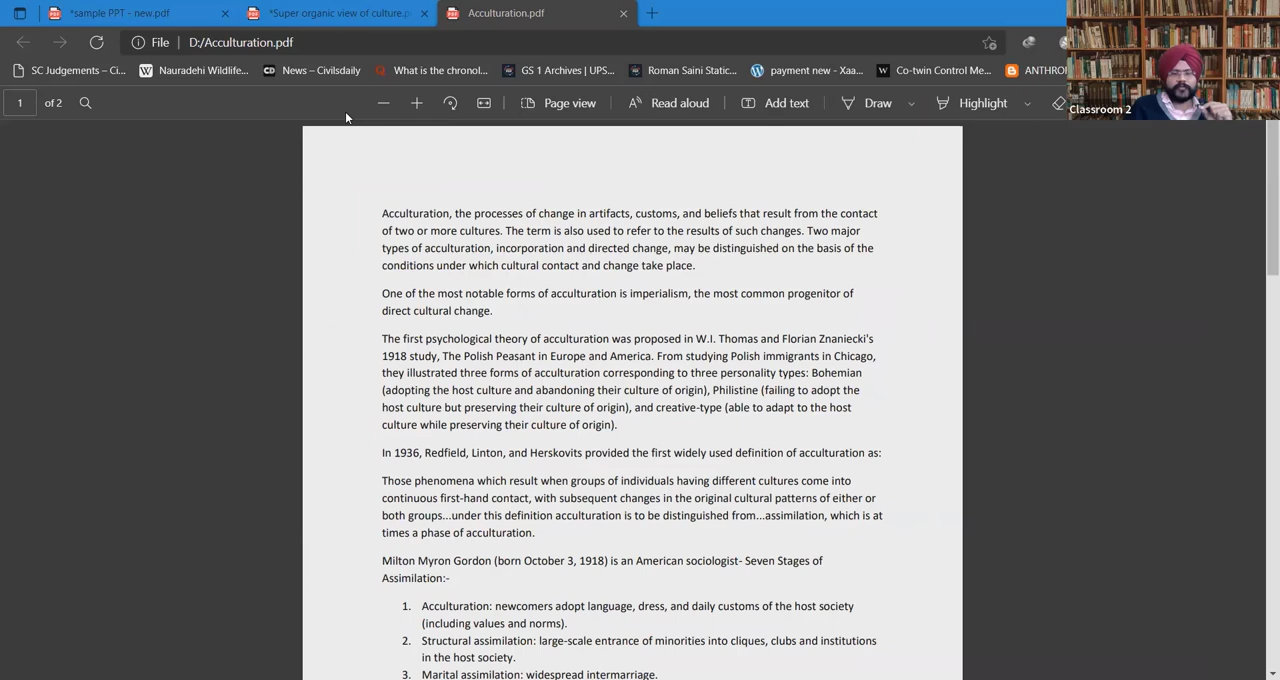 *sample PPT - new.pdf
*Super organic view of culture.p
Acculturation.pdf
File D:/Acculturation.pdf
SC Judgements – Ci...
Nauradehi Wildlife...
News – Civilsdaily
What is the chronol...
GS 1 Archives | UPS...
Roman Saini Static...
payment new - Xaa...
Co-twin Control Me...
ANTHRO
1 of 2
Page view
Read aloud
Add text
Draw
Highlight
Classroom 2
Acculturation, the processes of change in artifacts, customs, and beliefs that result from the contact
of two or more cultures. The term is also used to refer to the results of such changes. Two major
types of acculturation, incorporation and directed change, may be distinguished on the basis of the
conditions under which cultural contact and change take place.
One of the most notable forms of acculturation is imperialism, the most common progenitor of
direct cultural change.
The first psychological theory of acculturation was proposed in W.I. Thomas and Florian Znaniecki's
1918 study, The Polish Peasant in Europe and America. From studying Polish immigrants in Chicago,
they illustrated three forms of acculturation corresponding to three personality types: Bohemian
(adopting the host culture and abandoning their culture of origin), Philistine (failing to adopt the
host culture but preserving their culture of origin), and creative-type (able to adapt to the host
culture while preserving their culture of origin).
In 1936, Redfield, Linton, and Herskovits provided the first widely used definition of acculturation as:
Those phenomena which result when groups of individuals having different cultures come into
continuous first-hand contact, with subsequent changes in the original cultural patterns of either or
both groups...under this definition acculturation is to be distinguished from...assimilation, which is at
times a phase of acculturation.
Milton Myron Gordon (born October 3, 1918) is an American sociologist- Seven Stages of
Assimilation:-
1. Acculturation: newcomers adopt language, dress, and daily customs of the host society
(including values and norms).
2. Structural assimilation: large-scale entrance of minorities into cliques, clubs and institutions
in the host society.
3. Marital assimilation: widespread intermarriage.